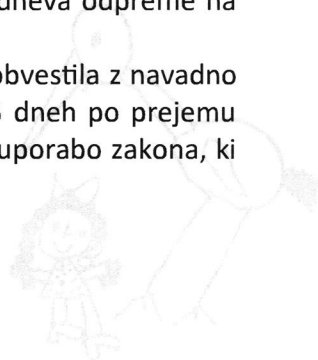 dneva odpreme na
obvestila z navadno
dneh po prejemu
uporabo zakona, ki